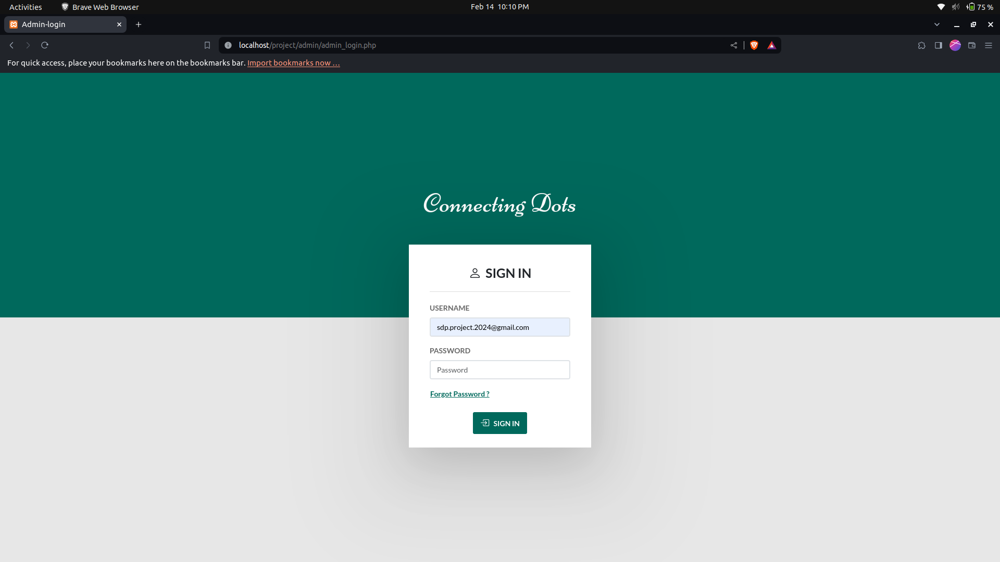 Activities Brave Web Browser Feb 14 10:10 PM 75 %
Admin-login
localhost/project/admin/admin_login.php
For quick access, place your bookmarks here on the bookmarks bar. Import bookmarks now ...
Connecting Dots
SIGN IN
USERNAME
sdp.project.2024@gmail.com
PASSWORD
Password
Forgot Password ?
SIGN IN